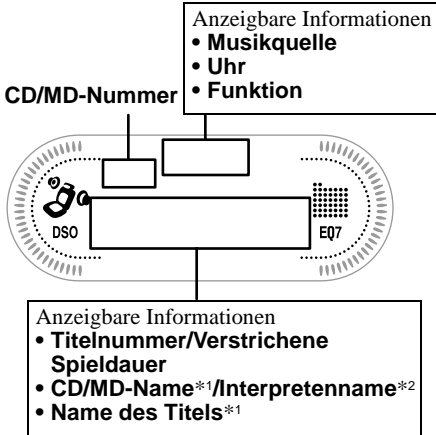 Anzeigbare Informationen
• Musikquelle
• Uhr
• Funktion
CD/MD-Nummer
DSO
EQ7
Anzeigbare Informationen
• Titelnummer/Verstrichene
Spieldauer
• CD/MD-Name*1/Interpretenname*2
• Name des Titels*1